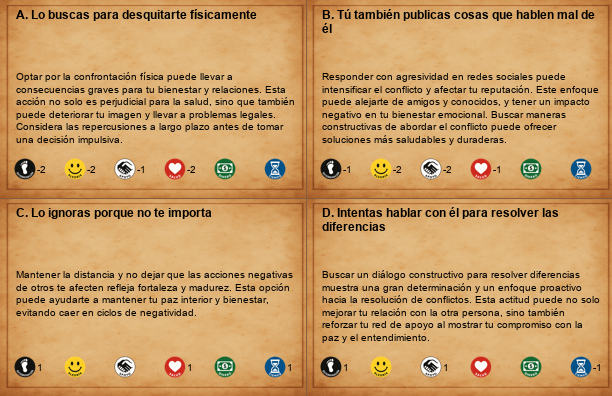 A. Lo buscas para desquitarte físicamente
Optar por la confrontación física puede llevar a
consecuencias graves para tu bienestar y relaciones. Esta
acción no solo es perjudicial para la salud, sino que también
puede deteriorar tu imagen y llevar a problemas legales.
Considera las repercusiones a largo plazo antes de tomar
una decisión impulsiva.
-2 -2 -1 -2
B. Tú también publicas cosas que hablen mal de
él
Responder con agresividad en redes sociales puede
intensificar el conflicto y afectar tu reputación. Este enfoque
puede alejarte de amigos y conocidos, y tener un impacto
negativo en tu bienestar emocional. Buscar maneras
constructivas de abordar el conflicto puede ofrecer
soluciones más saludables y duraderas.
-1 -2 -2 -1
C. Lo ignoras porque no te importa
Mantener la distancia y no dejar que las acciones negativas
de otros te afecten refleja fortaleza y madurez. Esta opción
puede ayudarte a mantener tu paz interior y bienestar,
evitando caer en ciclos de negatividad.
1 1 1
D. Intentas hablar con él para resolver las
diferencias
Buscar un diálogo constructivo para resolver diferencias
muestra una gran determinación y un enfoque proactivo
hacia la resolución de conflictos. Esta actitud puede no solo
mejorar tu relación con la otra persona, sino también
reforzar tu red de apoyo al mostrar tu compromiso con la
paz y el entendimiento.
1 1 -1